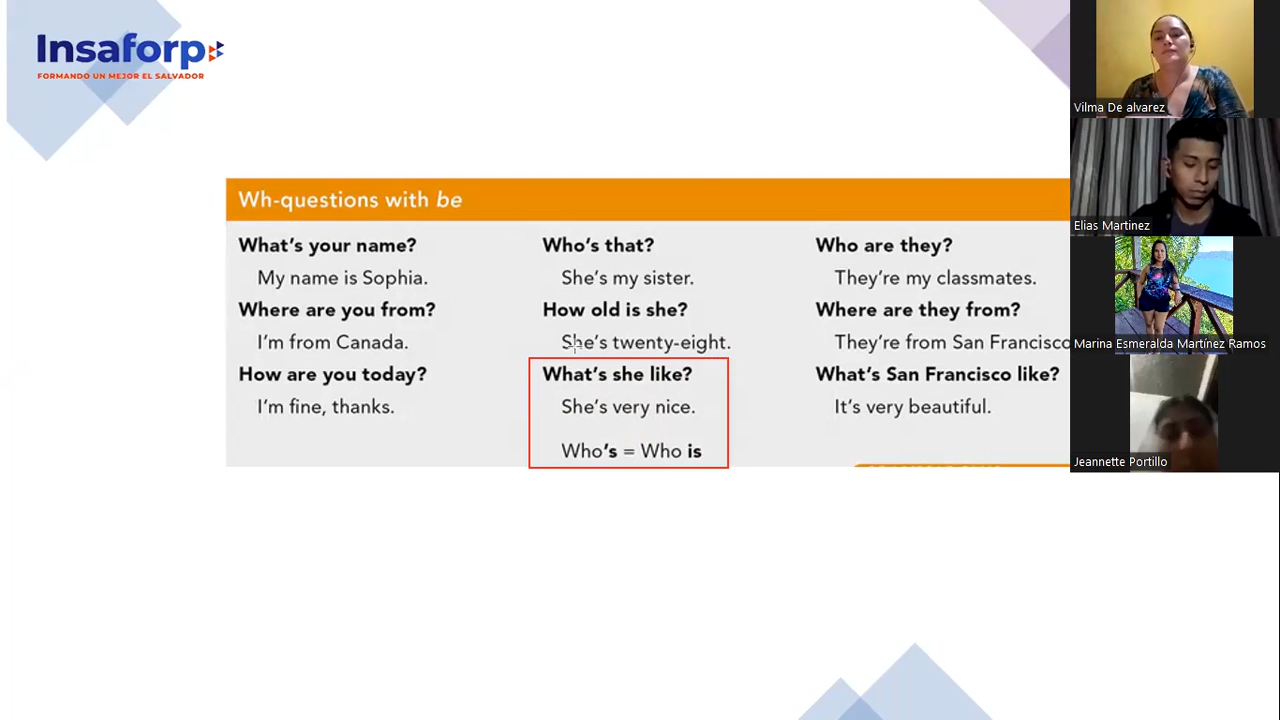 Insaforp
FORMANDO UN MEJOR EL SALVADOR
Wh-questions with be
What's your name?
My name is Sophia.
Where are you from?
I'm from Canada.
How are you today?
I'm fine, thanks.
Who's that?
She's my sister.
How old is she?
She's twenty-eight.
What's she like?
She's very nice.
Who's = Who is
Who are they?
They're my classmates.
Where are they from?
They're from San Francisco
What's San Francisco like?
It's very beautiful.
Vilma De alvarez
Elias Martinez
Marina Esmeralda Martínez Ramos
Jeannette Portillo